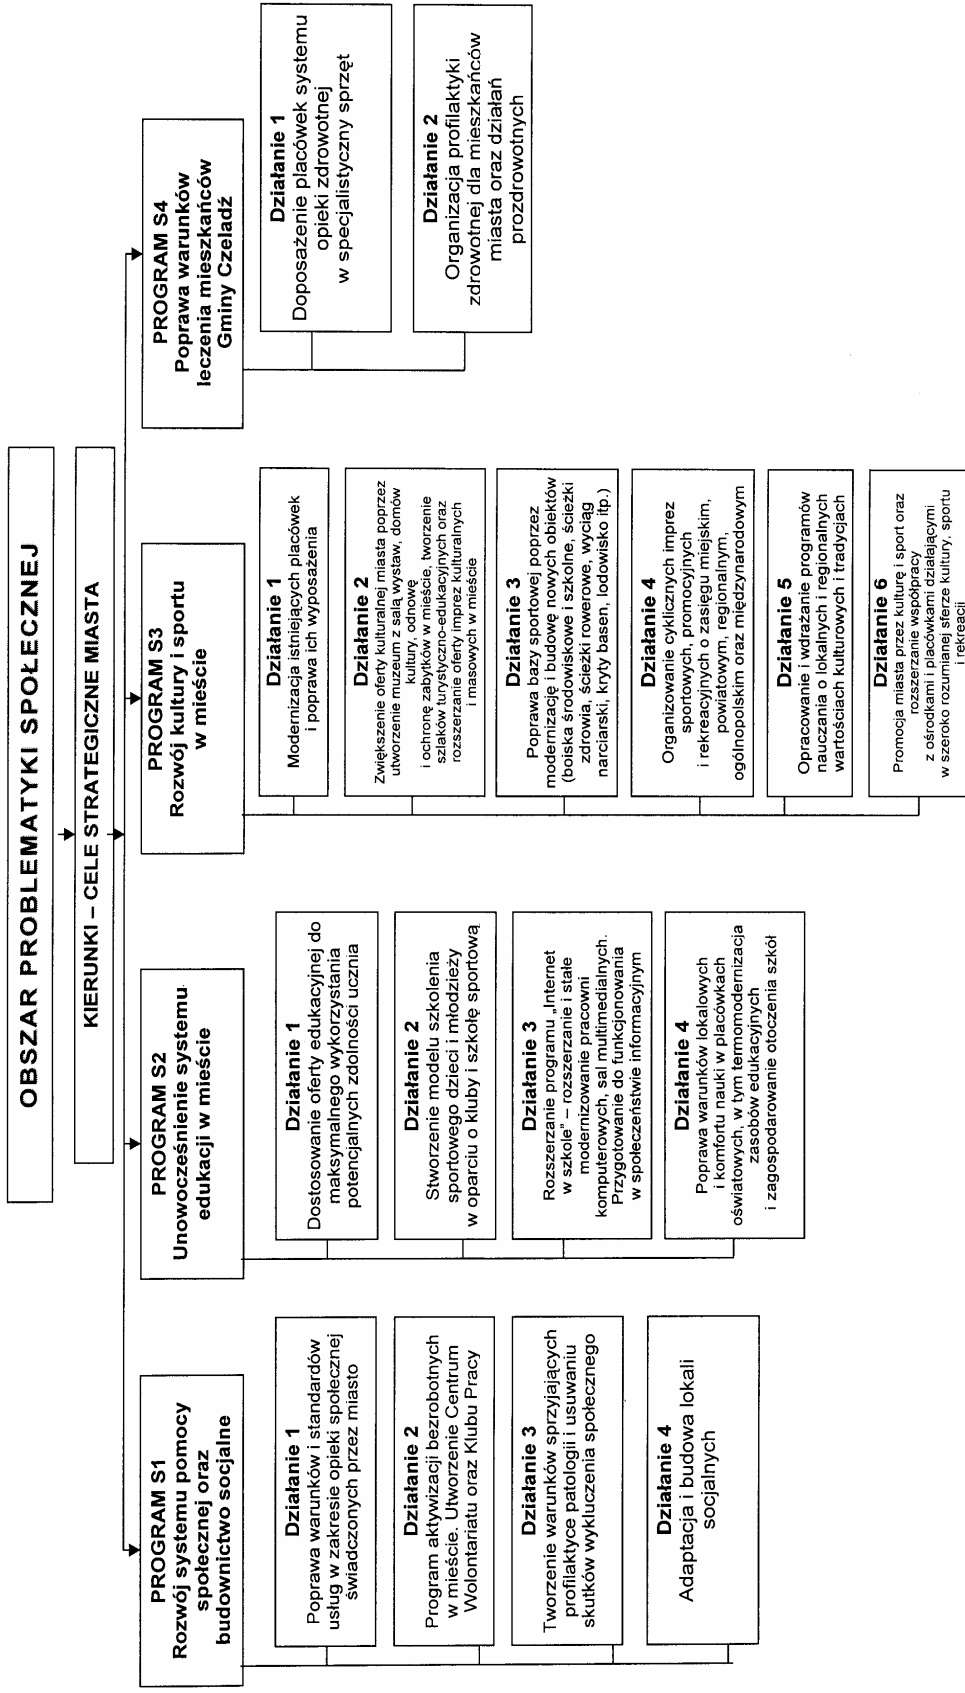 OBSZAR PROBLEMATYKI SPOŁECZNEJ
KIERUNKI – CELE STRATEGICZNE MIASTA
PROGRAM S1
Rozwój systemu pomocy
społecznej oraz
budownictwo socjalne
Działanie 1
Poprawa warunków i standardów
usług w zakresie opieki społecznej
świadczonych przez miasto
Działanie 2
Program aktywizacji bezrobotnych
w mieście. Utworzenie Centrum
Wolontariatu oraz Klubu Pracy
Działanie 3
Tworzenie warunków sprzyjających
profilaktyce patologii i usuwaniu
skutków wykluczenia społecznego
Działanie 4
Adaptacja i budowa lokali
socjalnych
PROGRAM S2
Unowocześnienie systemu
edukacji w mieście
Działanie 1
Dostosowanie oferty edukacyjnej do
maksymalnego wykorzystania
potencjalnych zdolności ucznia
Działanie 2
Stworzenie modelu szkolenia
sportowego dzieci i młodzieży
w oparciu o kluby i szkołę sportową
Działanie 3
Rozszerzanie programu „Internet
w szkole” – rozszerzanie i stałe
modernizowanie pracowni
komputerowych, sal multimedialnych.
Przygotowanie do funkcjonowania
w społeczeństwie informacyjnym
Działanie 4
Poprawa warunków lokalowych
i komfortu nauki w placówkach
oświatowych, w tym termomodernizacja
zasobów edukacyjnych
i zagospodarowanie otoczenia szkół
PROGRAM S3
Rozwój kultury i sportu
w mieście
Działanie 1
Modernizacja istniejących placówek
i poprawa ich wyposażenia
Działanie 2
Zwiększenie oferty kulturalnej miasta poprzez
utworzenie muzeum z salą wystaw, domów
kultury, odnowę
i ochronę zabytków w mieście, tworzenie
szlaków turystyczno-edukacyjnych oraz
rozszerzanie oferty imprez kulturalnych
i masowych w mieście
Działanie 3
Poprawa bazy sportowej poprzez
modernizację i budowę nowych obiektów
(boiska środowiskowe i szkolne, ścieżki
zdrowia, ścieżki rowerowe, wyciąg
narciarski, kryty basen, lodowisko itp.)
Działanie 4
Organizowanie cyklicznych imprez
sportowych, promocyjnych
i rekreacyjnych o zasięgu miejskim,
powiatowym, regionalnym,
ogólnopolskim oraz międzynarodowym
Działanie 5
Opracowanie i wdrażanie programów
nauczania o lokalnych i regionalnych
wartościach kulturowych i tradycjach
Działanie 6
Promocja miasta przez kulturę i sport oraz
rozszerzanie współpracy
z ośrodkami i placówkami działającymi
w szeroko rozumianej sferze kultury, sportu
i rekreacji
PROGRAM S4
Poprawa warunków
leczenia mieszkańców
Gminy Czeladź
Działanie 1
Doposażenie placówek systemu
opieki zdrowotnej
w specjalistyczny sprzęt
Działanie 2
Organizacja profilaktyki
zdrowotnej dla mieszkańców
miasta oraz działań
prozdrowotnych